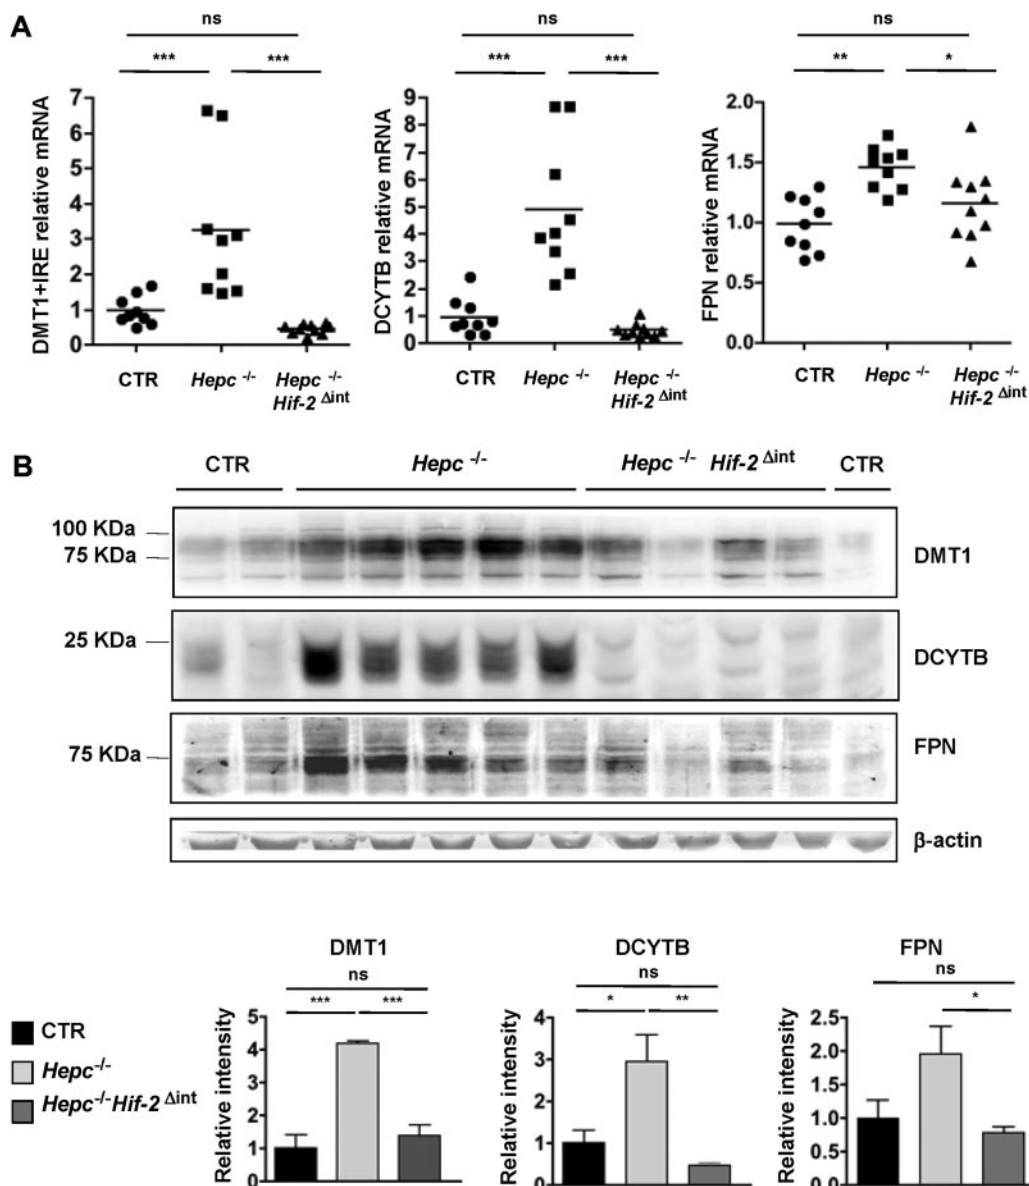 A
ns
*** ***
DMT1+IRE relative mRNA
7
6
5
4
3
2
1
0
CTR Hepc -/- Hepc -/-
Hif-2 Δint
ns
*** ***
DCYTB relative mRNA
9
8
7
6
5
4
3
2
1
0
CTR Hepc -/- Hepc -/-
Hif-2 Δint
ns
** *
FPN relative mRNA
2.0
1.5
1.0
0.5
0.0
CTR Hepc -/- Hepc -/-
Hif-2 Δint
B
CTR Hepc -/- Hepc -/- Hif-2 Δint CTR
100 KDa
75 KDa
DMT1
25 KDa
DCYTB
75 KDa
FPN
β-actin
CTR
Hepc-/-
Hepc-/-Hif-2 Δint
DMT1
ns
*** ***
Relative intensity
5
4
3
2
1
0
DCYTB
ns
* **
Relative intensity
4
3
2
1
0
FPN
ns
*
Relative intensity
2.5
2.0
1.5
1.0
0.5
0.0